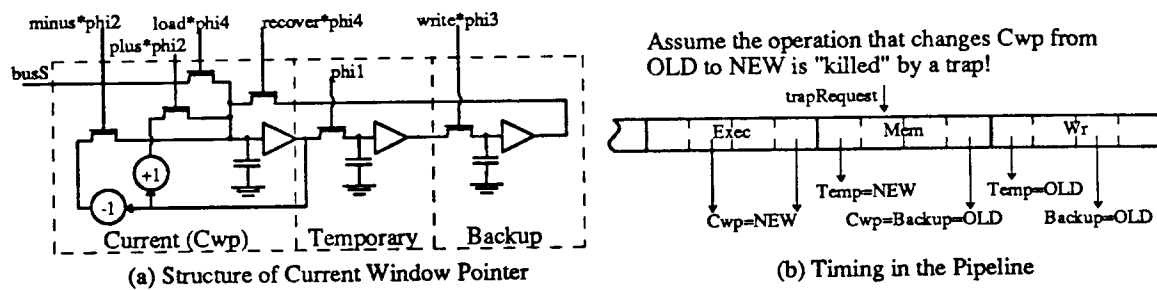 minus*phi2
load*phi4
recover*phi4
write*phi3
plus*phi2
busS
phi1
+1
-1
Current (Cwp)
Temporary
Backup
(a) Structure of Current Window Pointer
Assume the operation that changes Cwp from
OLD to NEW is "killed" by a trap!
trapRequest
Exec
Mem
Wr
Temp=NEW
Temp=OLD
Cwp=NEW
Cwp=Backup=OLD
Backup=OLD
(b) Timing in the Pipeline